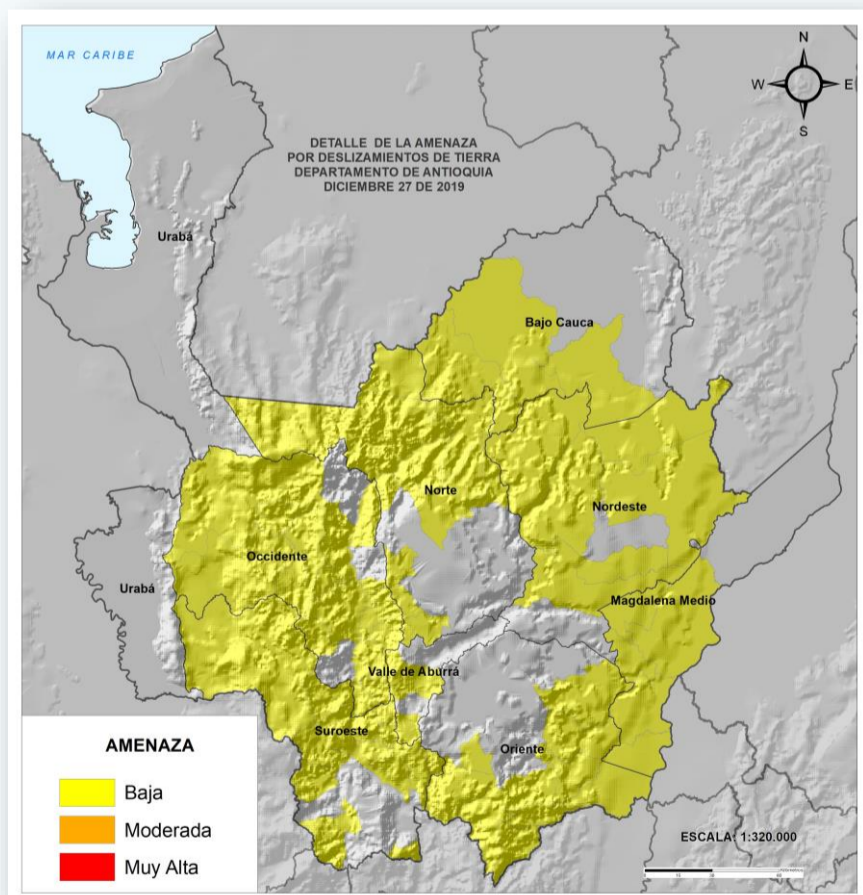 MAR CARIBE
N
W E
S
DETALLE DE LA AMENAZA
POR DESLIZAMIENTOS DE TIERRA
DEPARTAMENTO DE ANTIOQUIA
DICIEMBRE 27 DE 2019
Urabá
Bajo Cauca
Norte
Nordeste
Occidente
Urabá
Magdalena Medio
Valle de Aburrá
Suroeste
Oriente
AMENAZA
Baja
Moderada
Muy Alta
ESCALA: 1:320.000